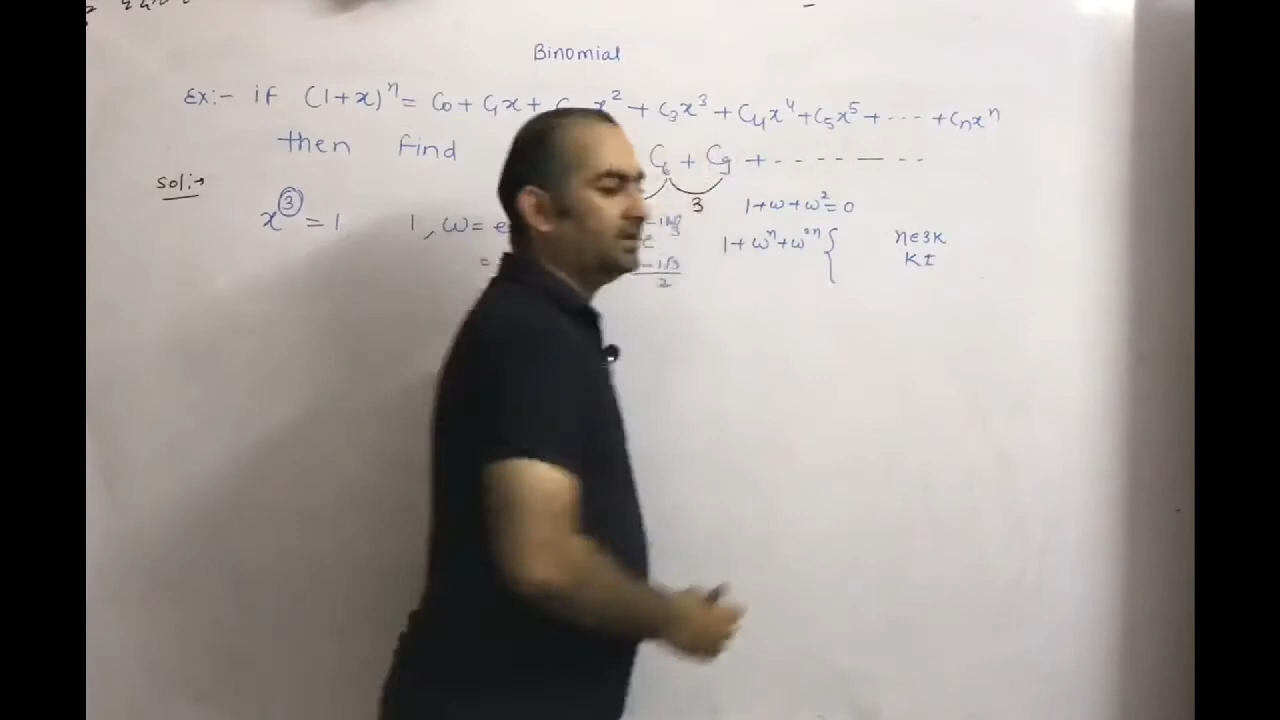 Binomial
Ex:- if (1+x)ⁿ = C₀ + C₁x + x² + C₃x³ + C₄x⁴ + C₅x⁵ + ··· + Cₙxⁿ
then find C₆ + C₉ + - - - - — - -
Sol:→
3
x³ = 1 1, ω = e
1+ω+ω²=0
1+ωⁿ+ω²ⁿ { n∈3k
k I